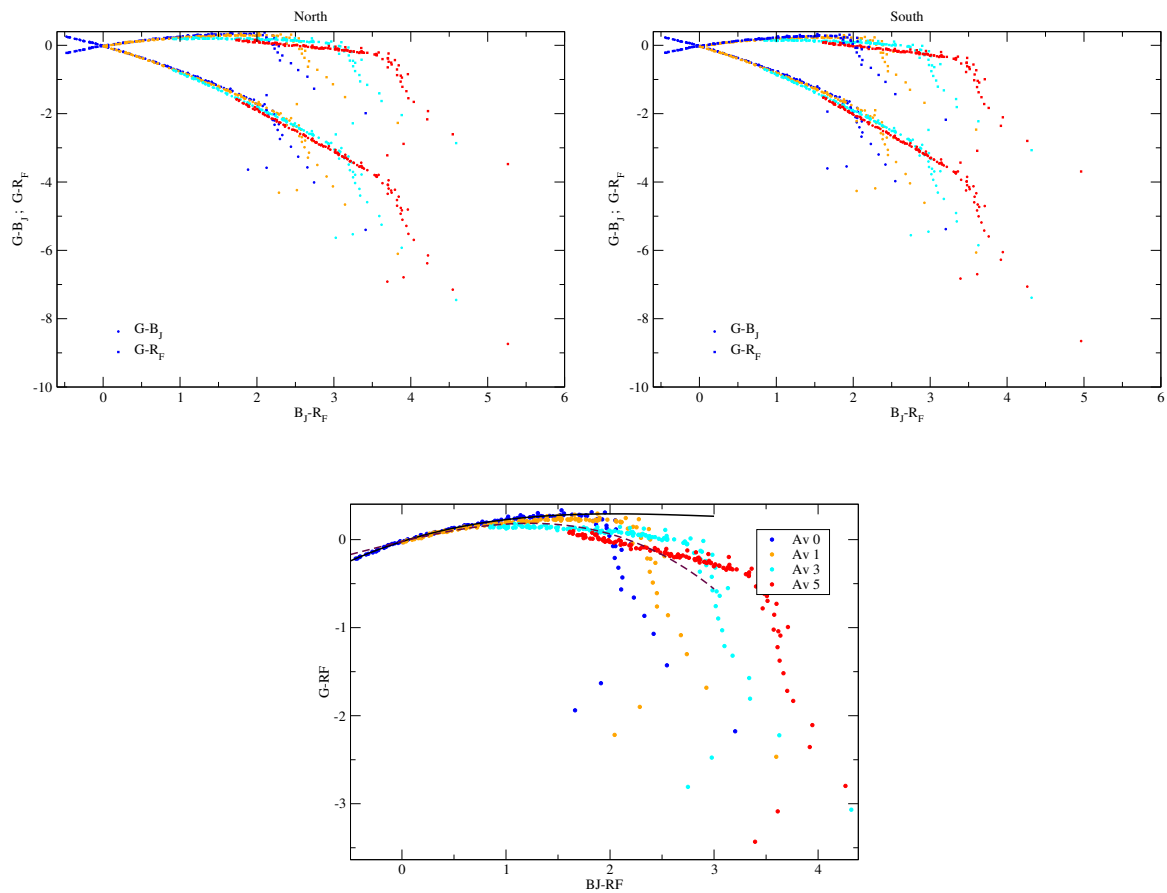 North
South
0
-2
-4
-6
-8
-10
G-B_J ; G-R_F
G-B_J
G-R_F
0 1 2 3 4 5 6
B_J-R_F
0
-2
-4
-6
-8
-10
G-B_J ; G-R_F
G-B_J
G-R_F
0 1 2 3 4 5 6
B_J-R_F
0
-1
-2
-3
G-RF
Av 0
Av 1
Av 3
Av 5
0 1 2 3 4
BJ-RF